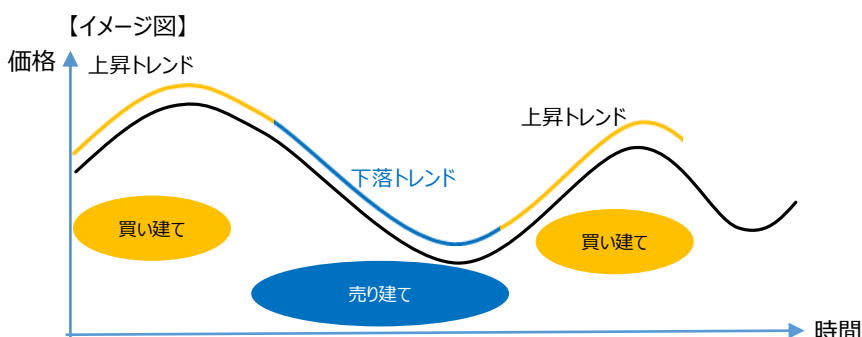 【イメージ図】
価格
上昇トレンド
上昇トレンド
下落トレンド
買い建て
買い建て
売り建て
時間